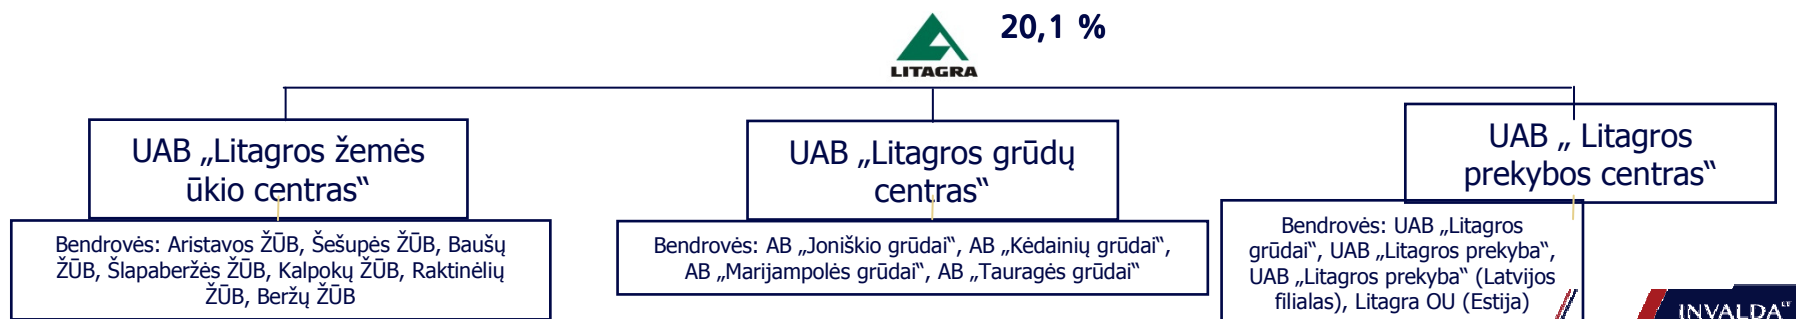 20,1 %
LITAGRA
UAB „Litagros žemės
ūkio centras“
UAB „Litagros grūdų
centras“
UAB „ Litagros
prekybos centras“
Bendrovės: Aristavos ŽŪB, Šešupės ŽŪB, Baušų
ŽŪB, Šlapaberžės ŽŪB, Kalpokų ŽŪB, Raktinėlių
ŽŪB, Beržų ŽŪB
Bendrovės: AB „Joniškio grūdai“, AB „Kėdainių grūdai“,
AB „Marijampolės grūdai“, AB „Tauragės grūdai“
Bendrovės: UAB „Litagros
grūdai“, UAB „Litagros prekyba“,
UAB „Litagros prekyba“ (Latvijos
filialas), Litagra OU (Estija)
INVALDA LT